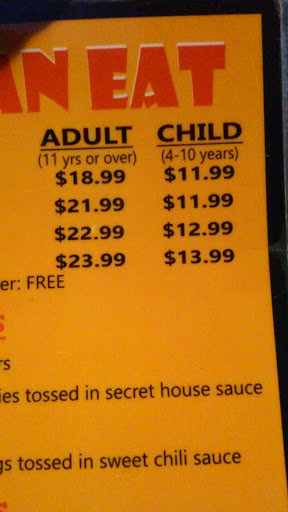 AN EAT
ADULT CHILD
(11 yrs or over) (4-10 years)
$18.99 $11.99
$21.99 $11.99
$22.99 $12.99
$23.99 $13.99
er: FREE
s
rs
ies tossed in secret house sauce
gs tossed in sweet chili sauce